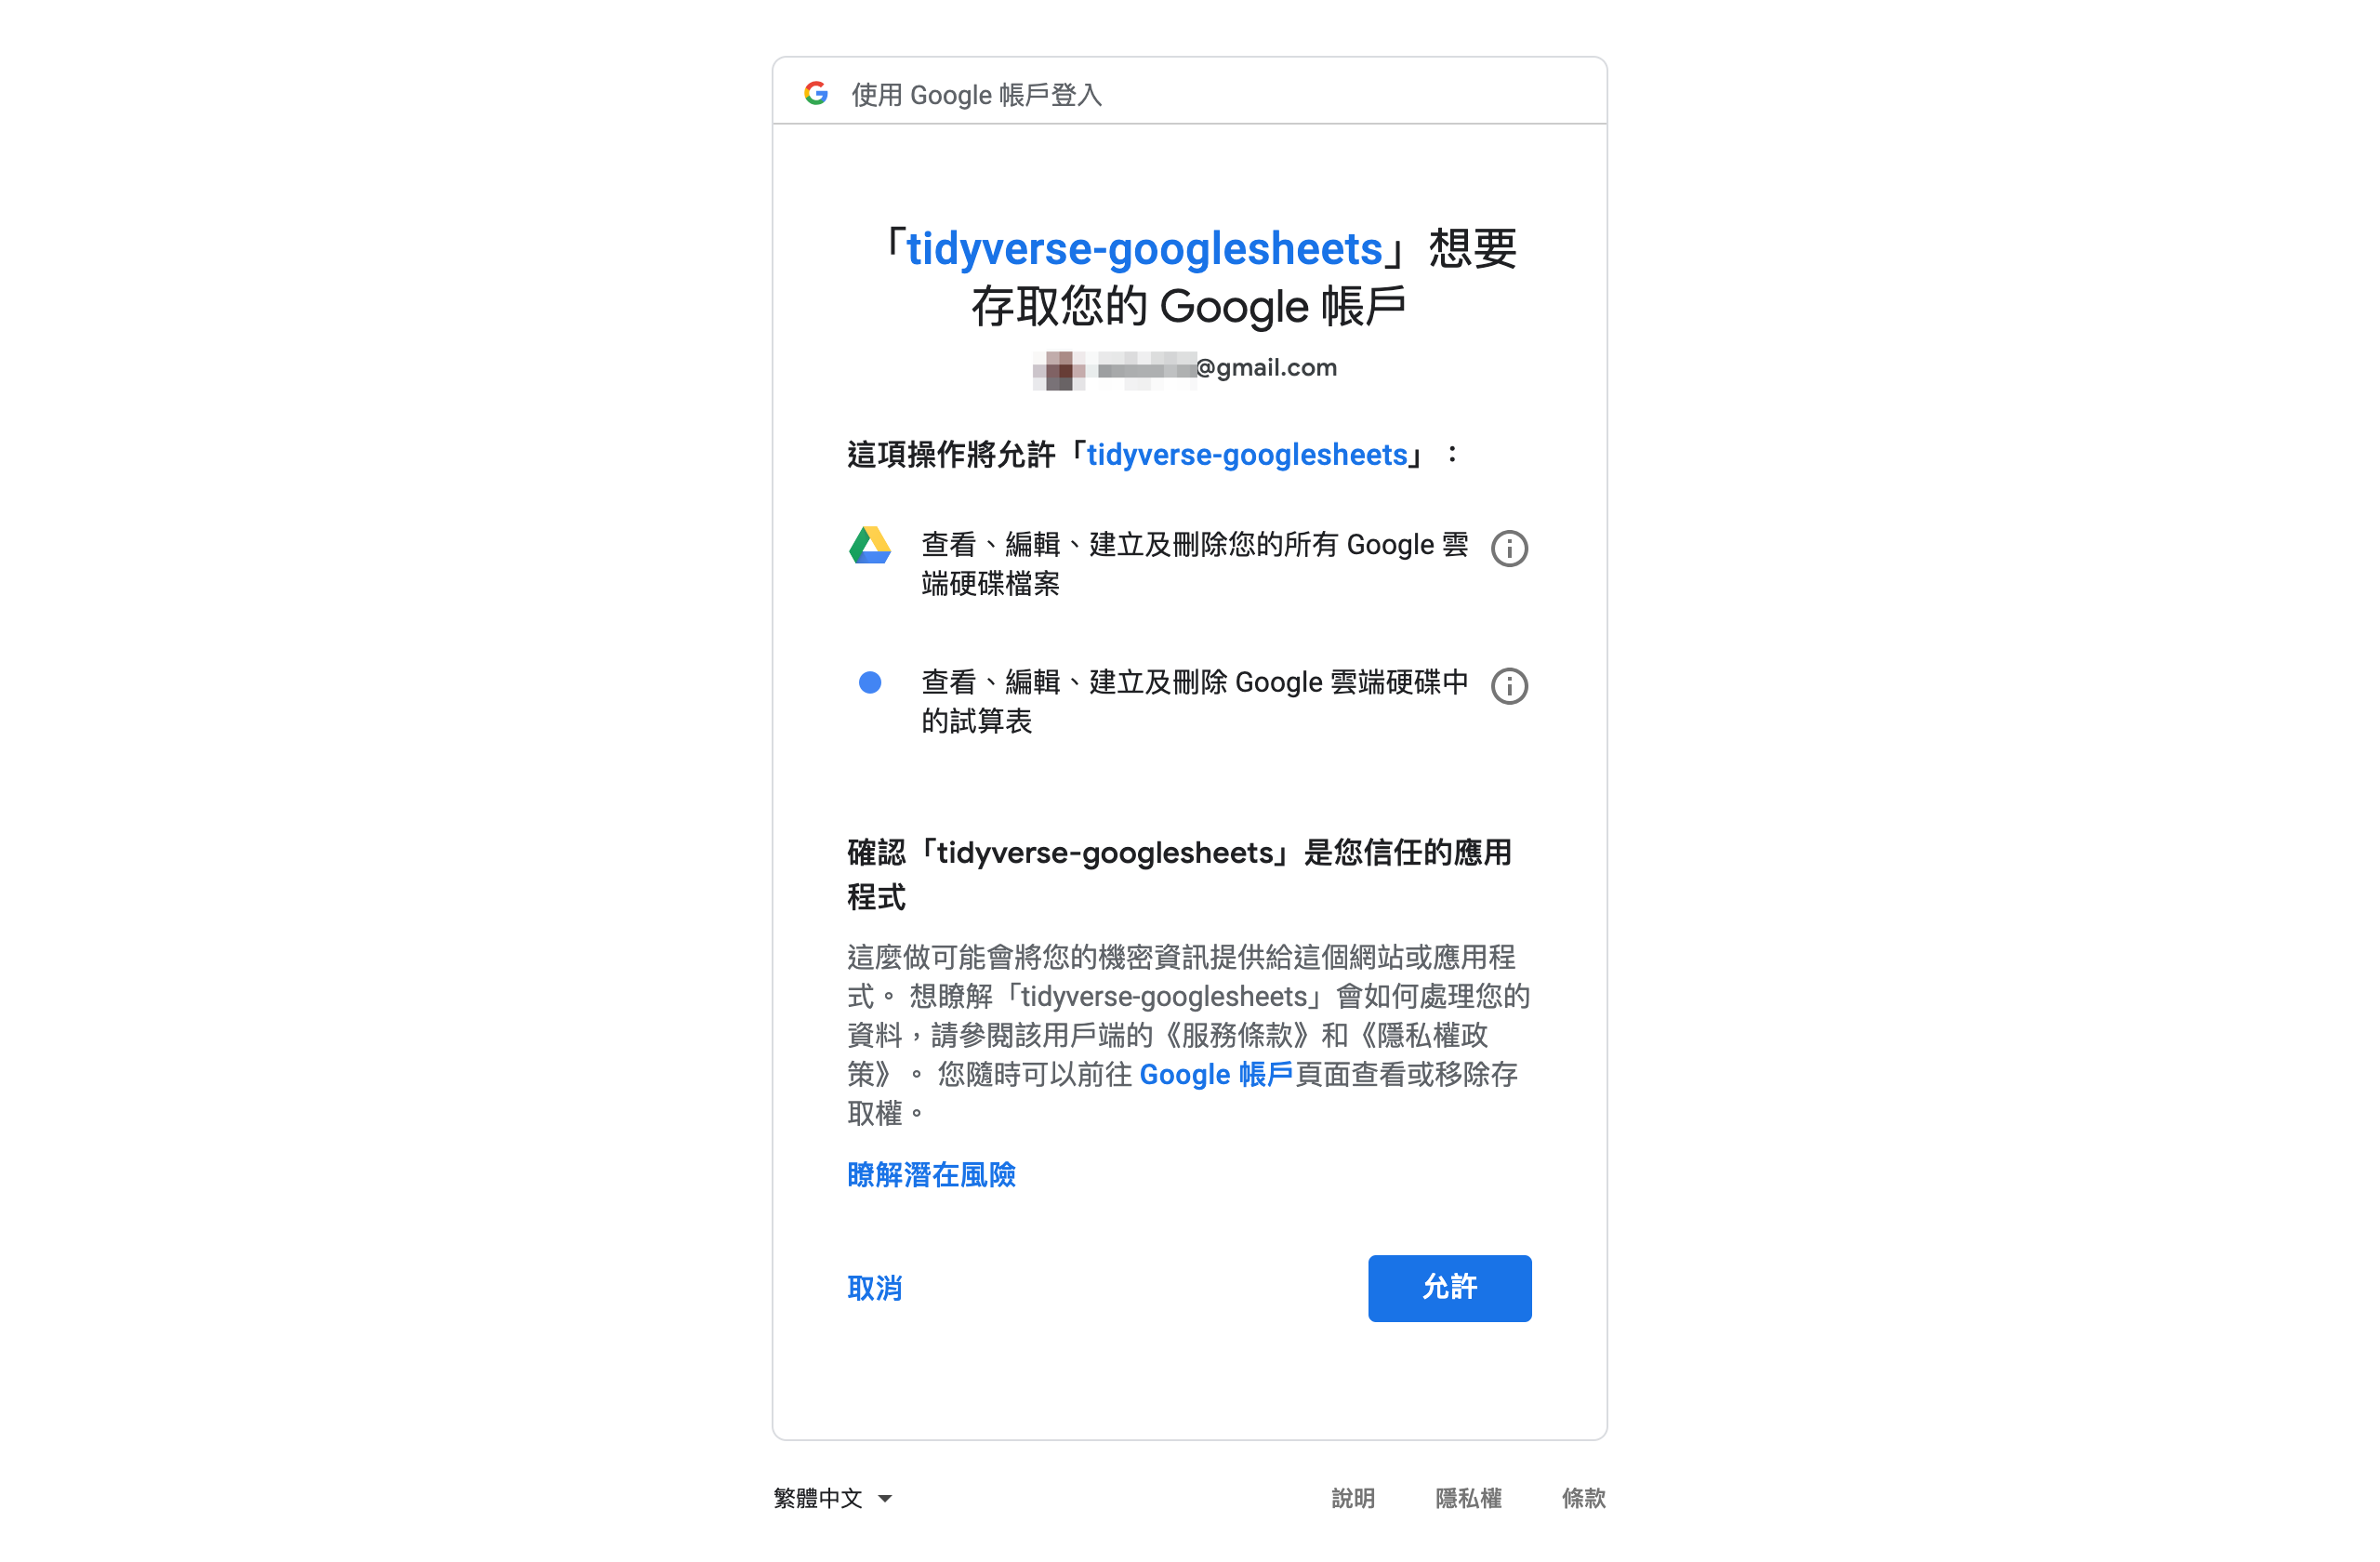 使用 Google 帳戶登入
「tidyverse-googlesheets」想要
存取您的 Google 帳戶
@gmail.com
這項操作將允許「tidyverse-googlesheets」：
查看、編輯、建立及刪除您的所有 Google 雲
端硬碟檔案
查看、編輯、建立及刪除 Google 雲端硬碟中
的試算表
確認「tidyverse-googlesheets」是您信任的應用
程式
這麼做可能會將您的機密資訊提供給這個網站或應用程
式。 想瞭解「tidyverse-googlesheets」會如何處理您的
資料，請參閱該用戶端的《服務條款》和《隱私權政
策》。 您隨時可以前往 Google 帳戶頁面查看或移除存
取權。
瞭解潛在風險
取消
允許
繁體中文
說明
隱私權
條款